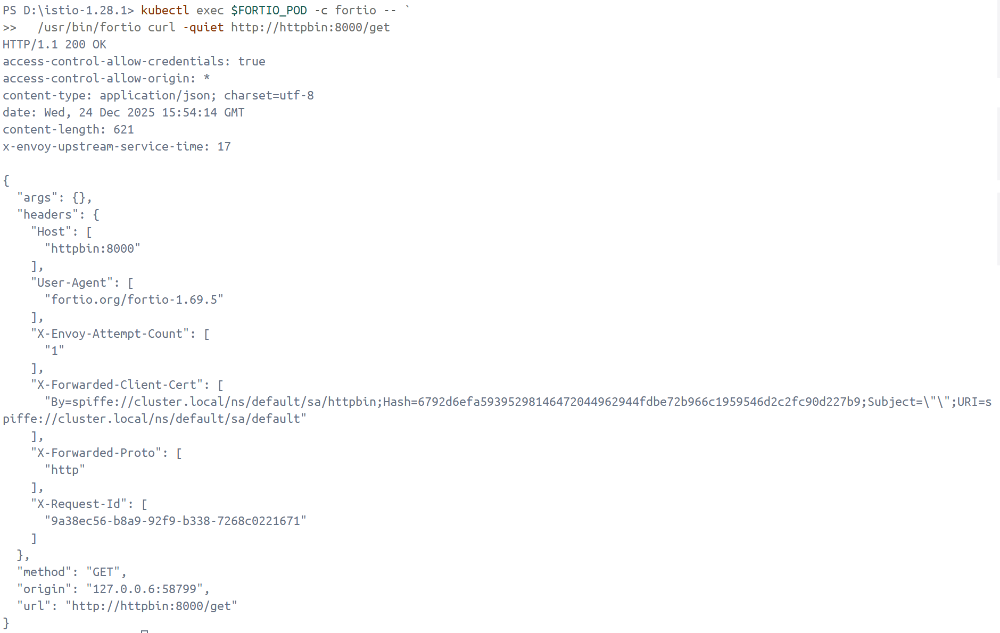 PS D:\istio-1.28.1> kubectl exec $FORTIO_POD -c fortio -- `
>>   /usr/bin/fortio curl -quiet http://httpbin:8000/get
HTTP/1.1 200 OK
access-control-allow-credentials: true
access-control-allow-origin: *
content-type: application/json; charset=utf-8
date: Wed, 24 Dec 2025 15:54:14 GMT
content-length: 621
x-envoy-upstream-service-time: 17

{
  "args": {},
  "headers": {
    "Host": [
      "httpbin:8000"
    ],
    "User-Agent": [
      "fortio.org/fortio-1.69.5"
    ],
    "X-Envoy-Attempt-Count": [
      "1"
    ],
    "X-Forwarded-Client-Cert": [
      "By=spiffe://cluster.local/ns/default/sa/httpbin;Hash=6792d6efa59395298146472044962944fdbe72b966c1959546d2c2fc90d227b9;Subject=\"\";URI=s
piffe://cluster.local/ns/default/sa/default"
    ],
    "X-Forwarded-Proto": [
      "http"
    ],
    "X-Request-Id": [
      "9a38ec56-b8a9-92f9-b338-7268c0221671"
    ]
  },
  "method": "GET",
  "origin": "127.0.0.6:58799",
  "url": "http://httpbin:8000/get"
}